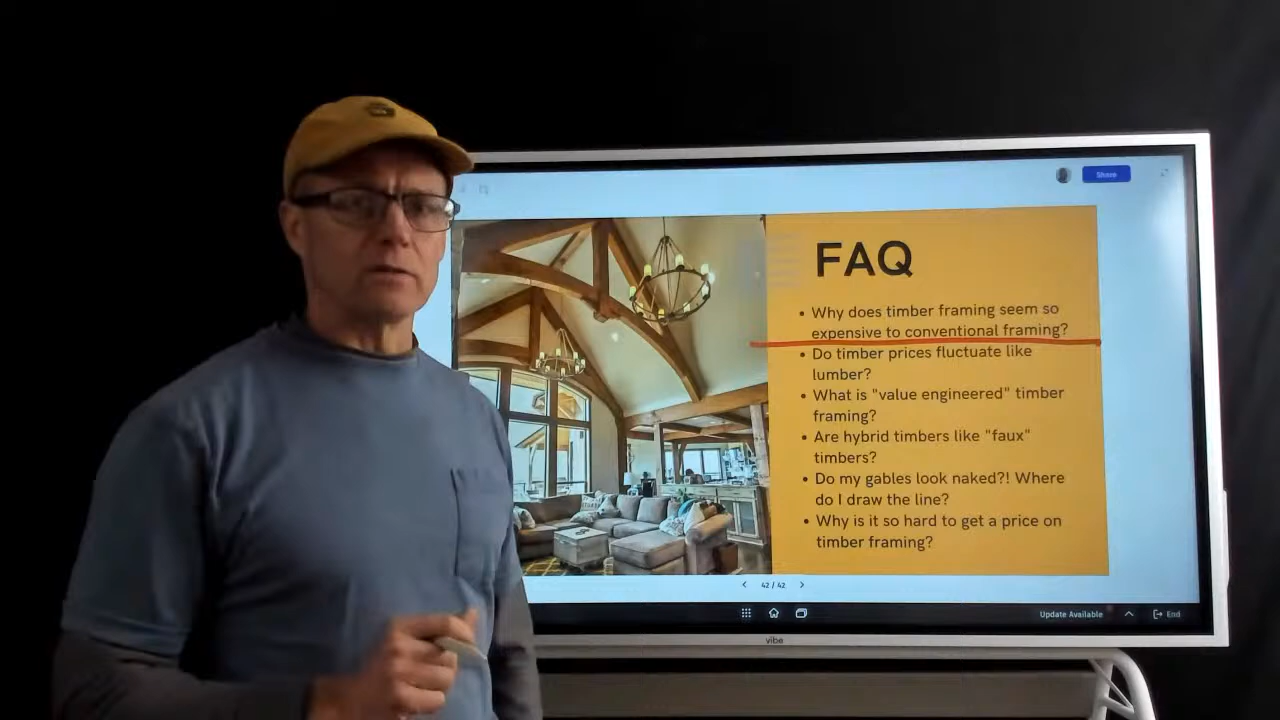 Share
FAQ
• Why does timber framing seem so
expensive to conventional framing?
• Do timber prices fluctuate like
lumber?
• What is "value engineered" timber
framing?
• Are hybrid timbers like "faux"
timbers?
• Do my gables look naked?! Where
do I draw the line?
• Why is it so hard to get a price on
timber framing?
42 / 42
Update Available
End
vibe